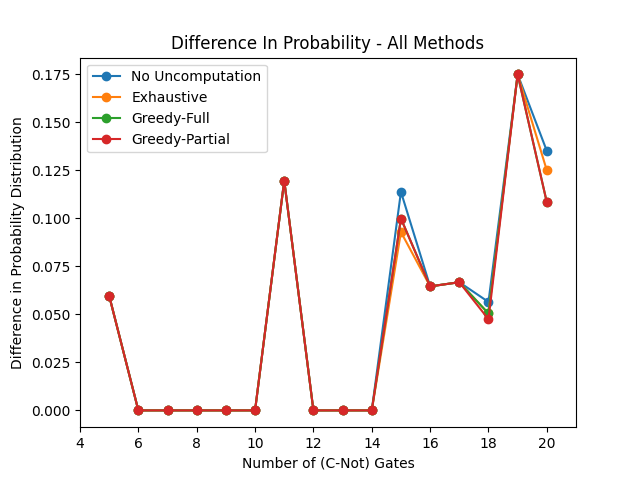 Difference In Probability - All Methods
Difference in Probability Distribution
0.175
0.150
0.125
0.100
0.075
0.050
0.025
0.000
No Uncomputation
Exhaustive
Greedy-Full
Greedy-Partial
4 6 8 10 12 14 16 18 20
Number of (C-Not) Gates